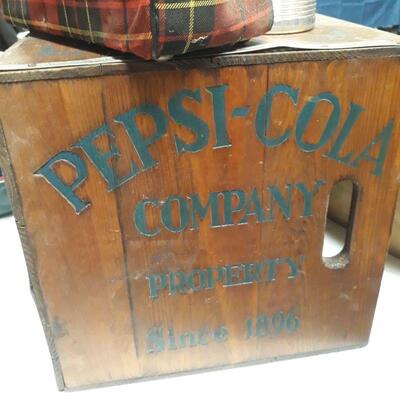 PEPSI-COLA
COMPANY
PROPERTY
Since 1896